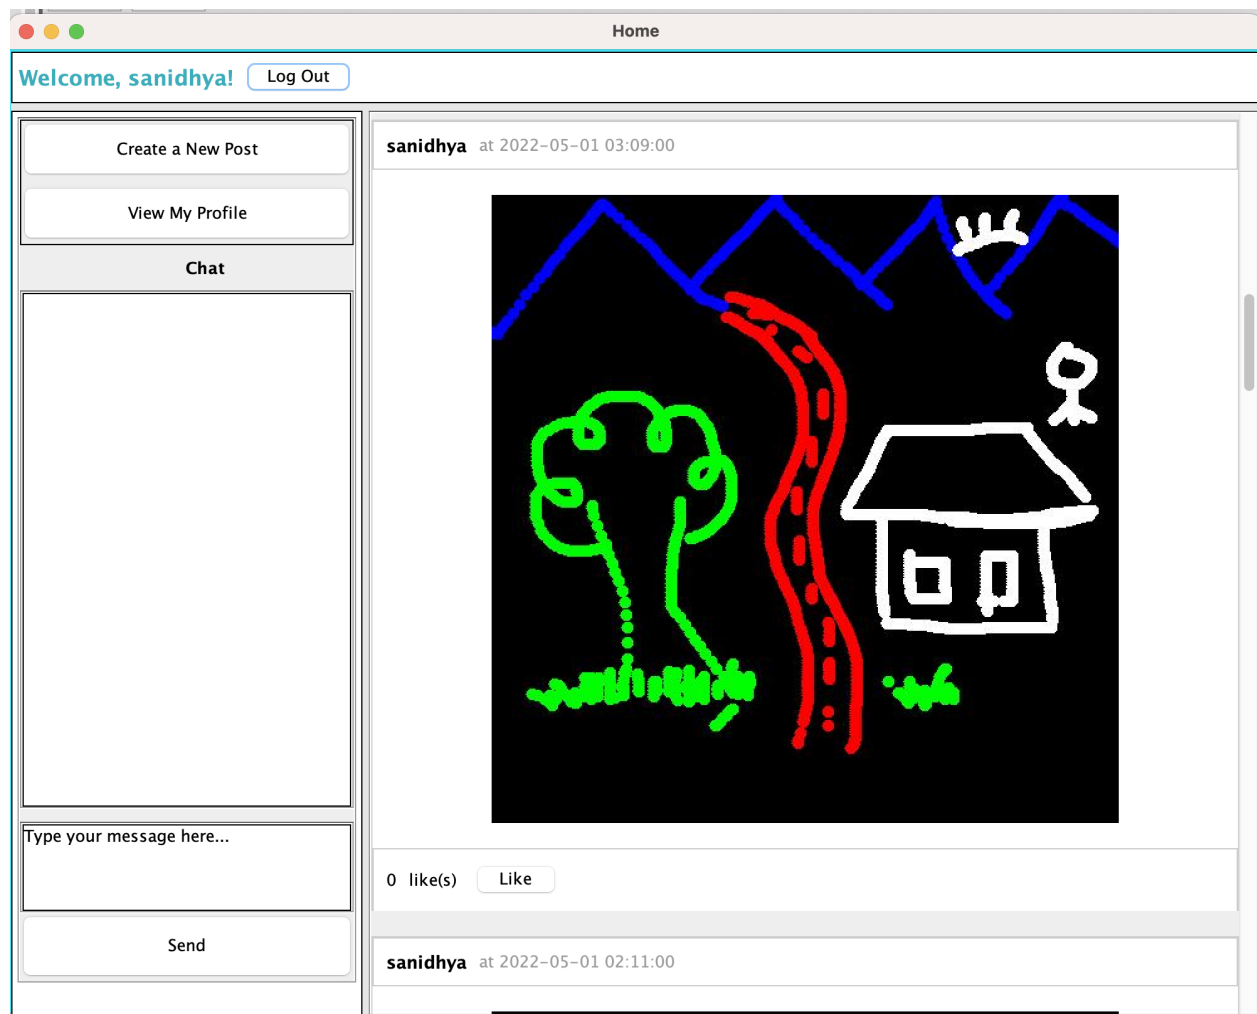 Home
Welcome, sanidhya! Log Out
Create a New Post
View My Profile
Chat
Type your message here...
Send
sanidhya at 2022-05-01 03:09:00
0 like(s) Like
sanidhya at 2022-05-01 02:11:00